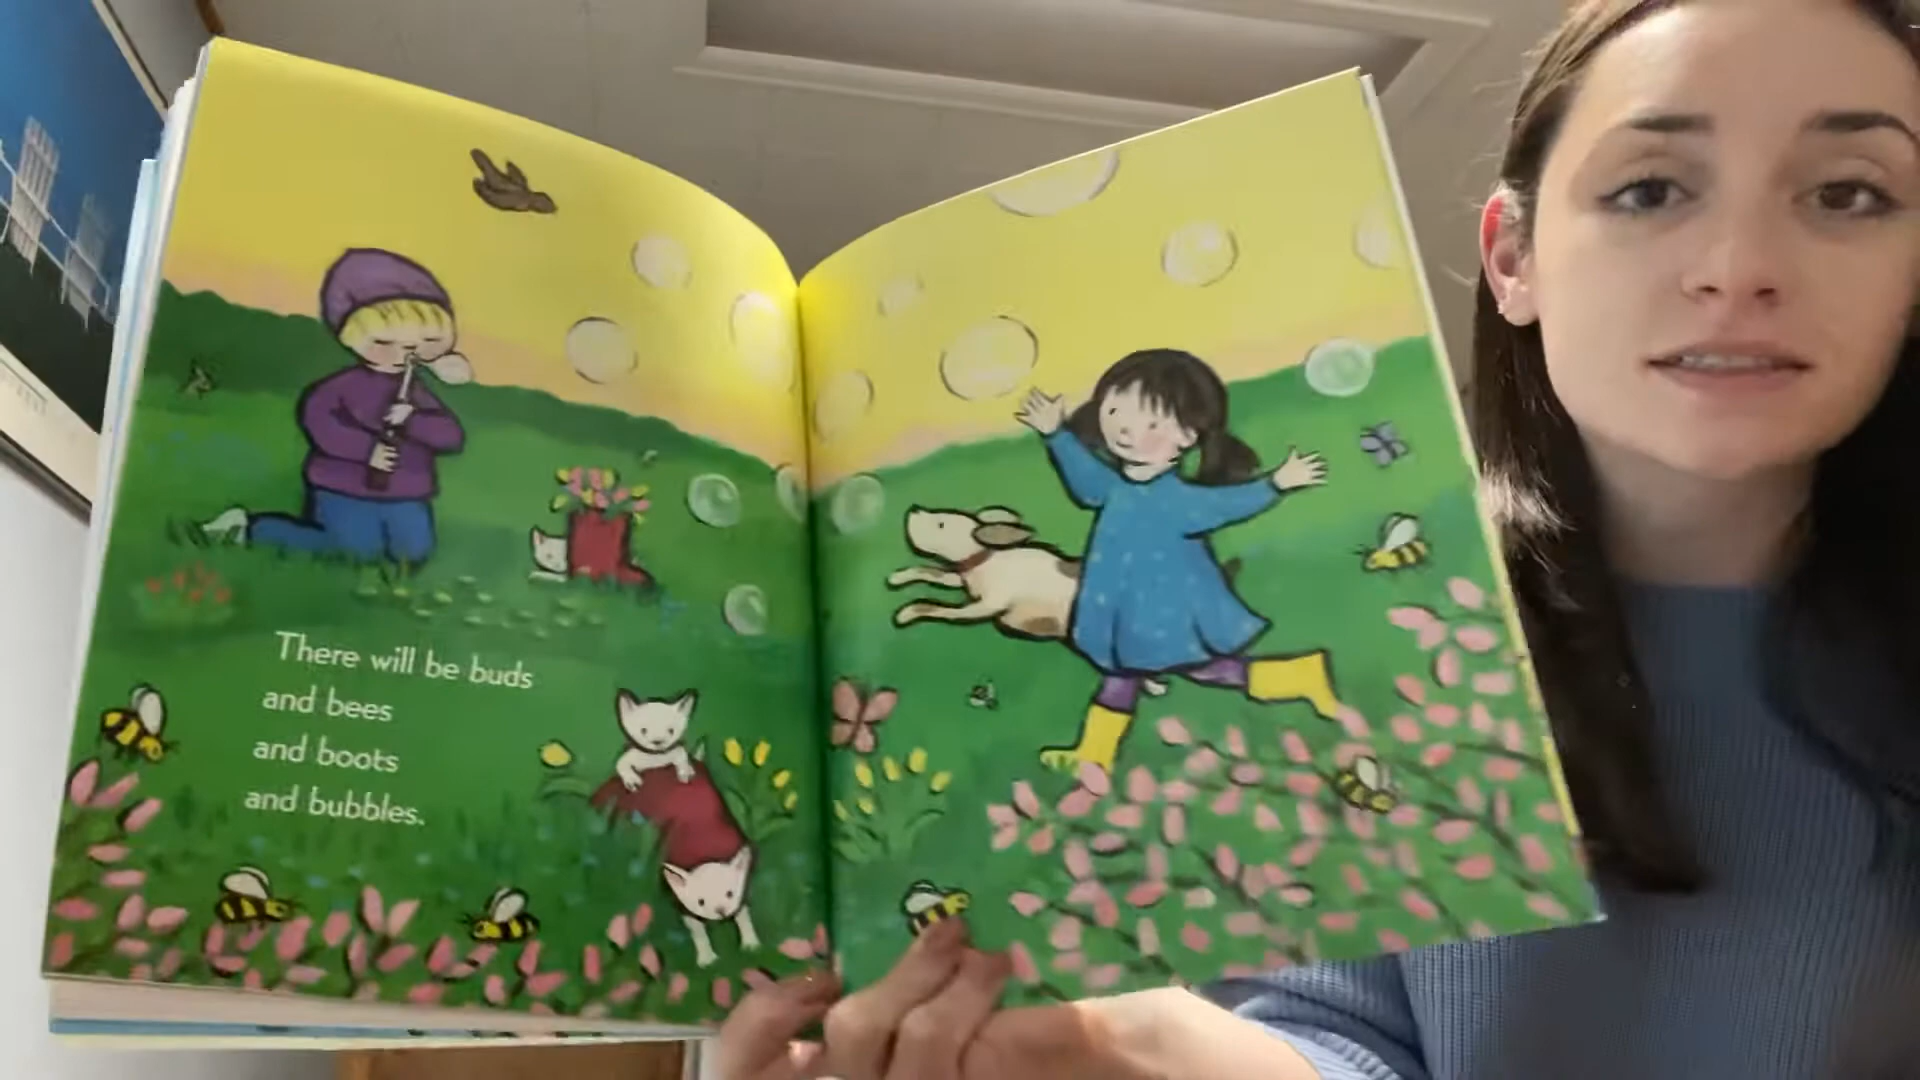 There will be buds
and bees
and boots
and bubbles.